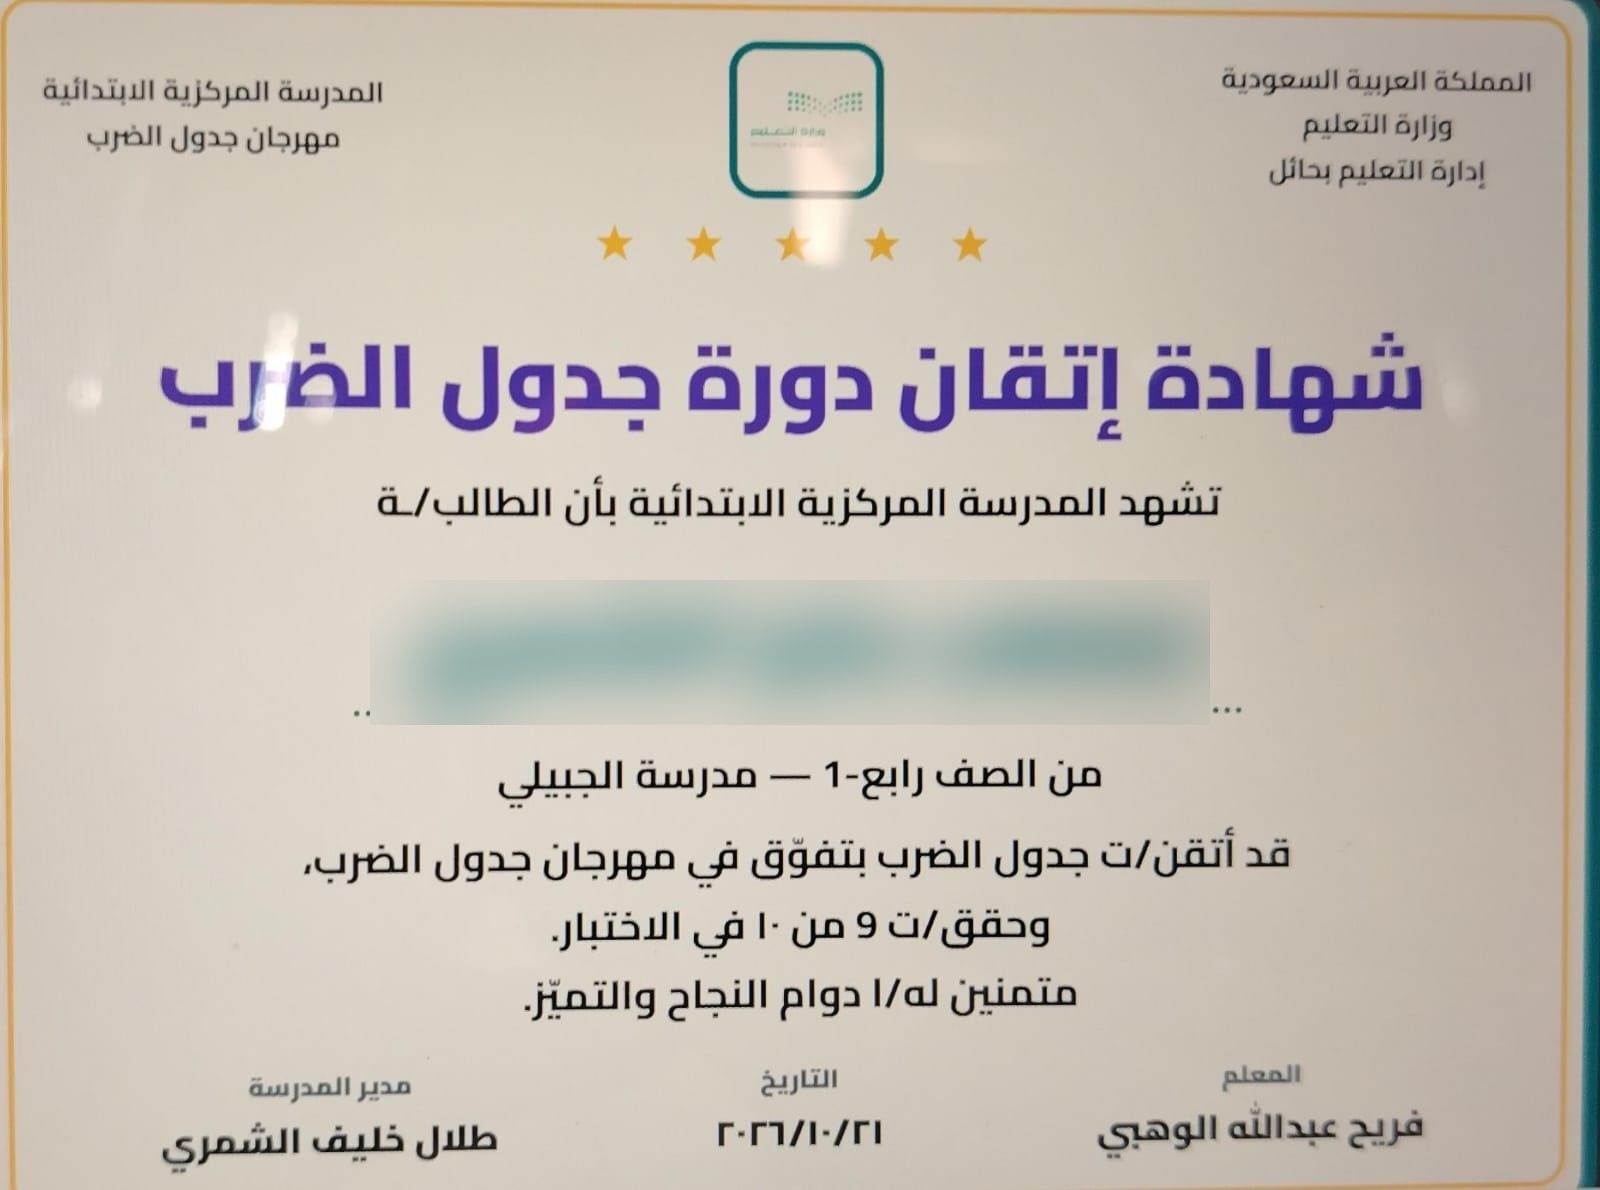 المملكة العربية السعودية
وزارة التعليم
إدارة التعليم بحائل
وزارة التعليم
المدرسة المركزية الابتدائية
مهرجان جدول الضرب
شهادة إتقان دورة جدول الضرب
تشهد المدرسة المركزية الابتدائية بأن الطالب/ـة
من الصف رابع-1 — مدرسة الجبيلي
قد أتقن/ت جدول الضرب بتفوّق في مهرجان جدول الضرب،
وحقق/ت 9 من ١٠ في الاختبار.
متمنين له/ا دوام النجاح والتميّز.
المعلم
فريح عبدالله الوهبي
التاريخ
٢٠٢٦/١٠/٢١
مدير المدرسة
طلال خليف الشمري